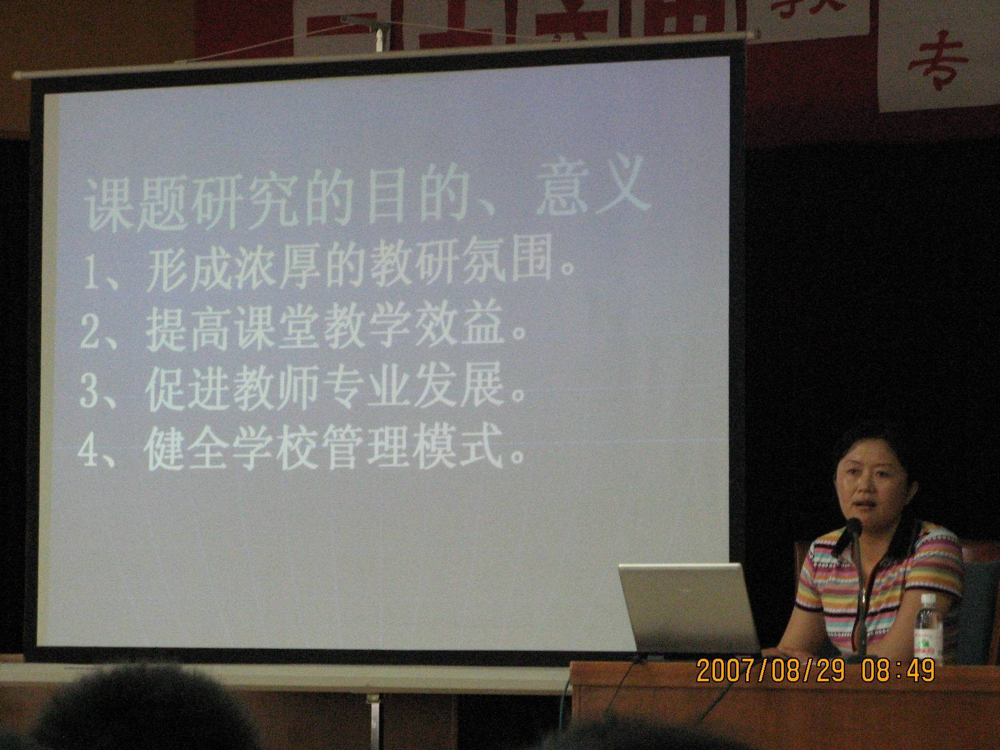 专
课题研究的目的、意义
1、形成浓厚的教研氛围。
2、提高课堂教学效益。
3、促进教师专业发展。
4、健全学校管理模式。
2007/08/29 08:49